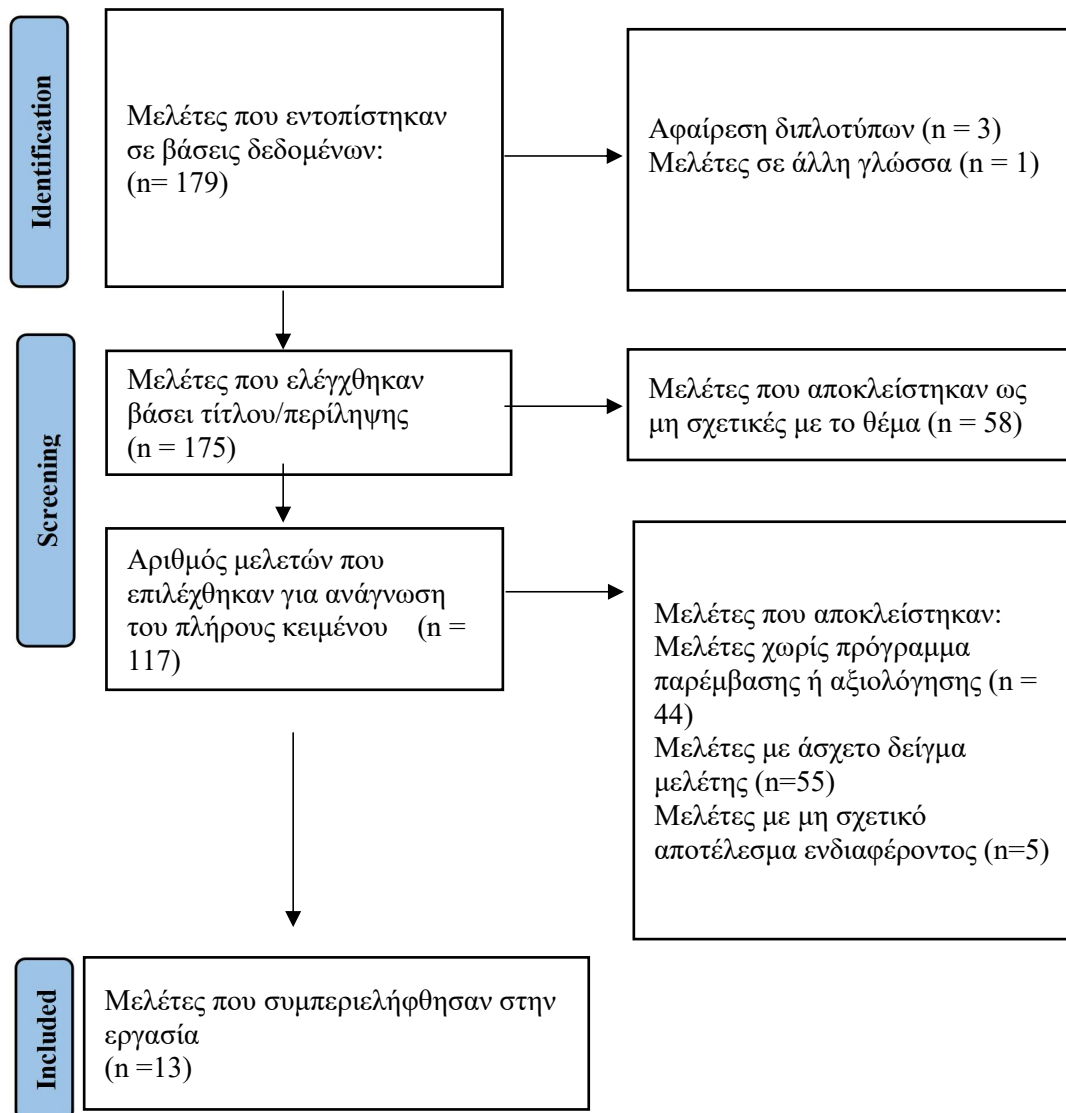 Identification
Μελέτες που εντοπίστηκαν
σε βάσεις δεδομένων:
(n= 179)
Αφαίρεση διπλοτύπων (n = 3)
Μελέτες σε άλλη γλώσσα (n = 1)
Screening
Μελέτες που ελέγχθηκαν
βάσει τίτλου/περίληψης
(n = 175)
Μελέτες που αποκλείστηκαν ως
μη σχετικές με το θέμα (n = 58)
Αριθμός μελετών που
επιλέχθηκαν για ανάγνωση
του πλήρους κειμένου (n =
117)
Μελέτες που αποκλείστηκαν:
Μελέτες χωρίς πρόγραμμα
παρέμβασης ή αξιολόγησης (n =
44)
Μελέτες με άσχετο δείγμα
μελέτης (n=55)
Μελέτες με μη σχετικό
αποτέλεσμα ενδιαφέροντος (n=5)
Included
Μελέτες που συμπεριελήφθησαν στην
εργασία
(n =13)